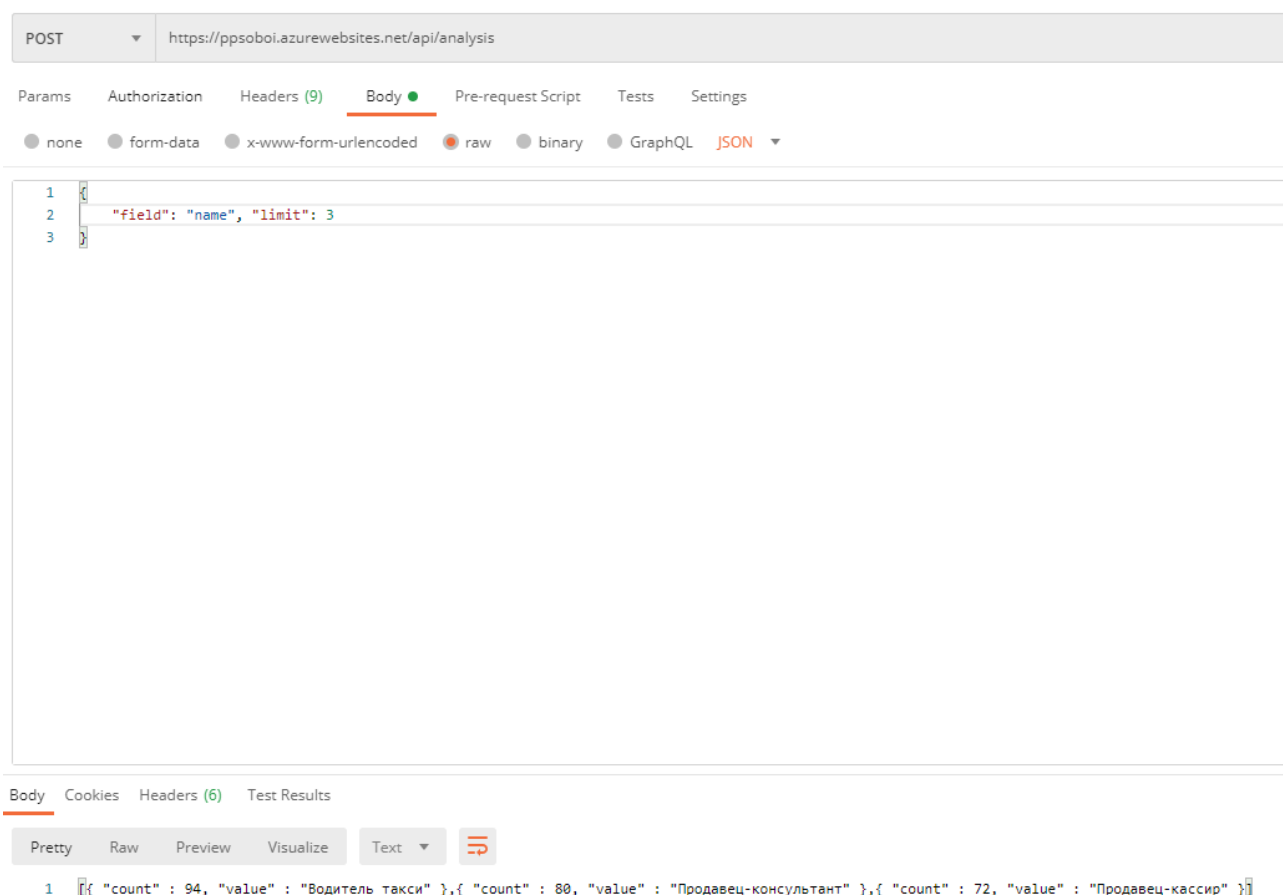 POST https://ppsoboi.azurewebsites.net/api/analysis
Params Authorization Headers (9) Body Pre-request Script Tests Settings
none form-data x-www-form-urlencoded raw binary GraphQL JSON
1 {
2 "field": "name", "limit": 3
3 }
Body Cookies Headers (6) Test Results
Pretty Raw Preview Visualize Text
1 [{ "count" : 94, "value" : "Водитель такси" },{ "count" : 80, "value" : "Продавец-консультант" },{ "count" : 72, "value" : "Продавец-кассир" }]